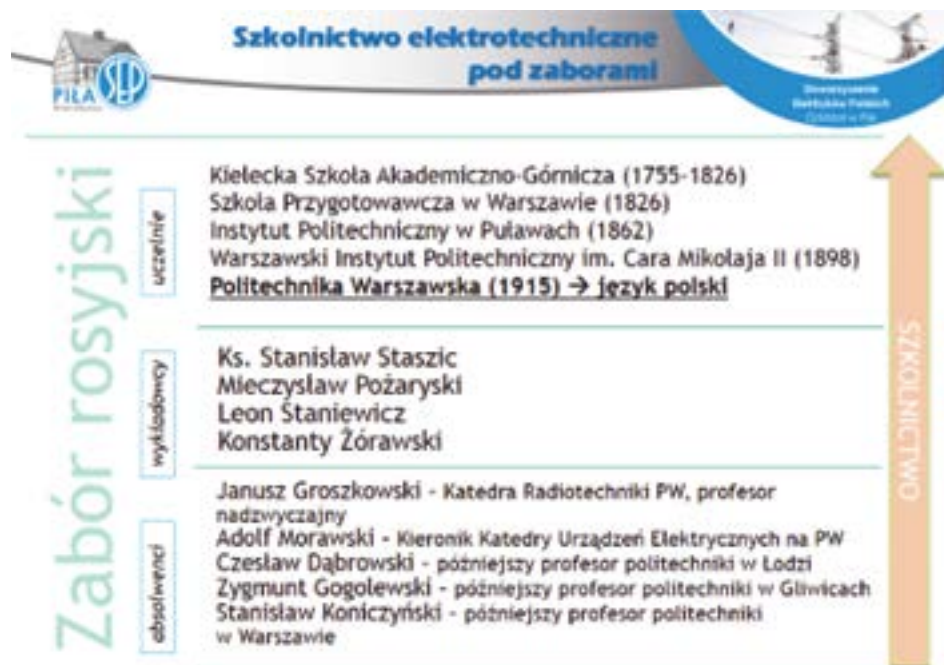 Szkolnictwo elektrotechniczne
pod zaborami
PIŁA SEP
Stowarzyszenie
Elektryków Polskich
Oddział w Pile
Zabór rosyjski
uczelnie
Kielecka Szkoła Akademiczno-Górnicza (1755-1826)
Szkoła Przygotowawcza w Warszawie (1826)
Instytut Politechniczny w Puławach (1862)
Warszawski Instytut Politechniczny im. Cara Mikołaja II (1898)
Politechnika Warszawska (1915) → język polski
wykładowcy
Ks. Stanisław Staszic
Mieczysław Pożaryski
Leon Staniewicz
Konstanty Żórawski
absolwenci
Janusz Groszkowski - Katedra Radiotechniki PW, profesor
nadzwyczajny
Adolf Morawski - Kieronik Katedry Urządzeń Elektrycznych na PW
Czesław Dąbrowski - późniejszy profesor politechniki w Łodzi
Zygmunt Gogolewski - późniejszy profesor politechniki w Gliwicach
Stanisław Koniczyński - późniejszy profesor politechniki
w Warszawie
SZKOLNICTWO